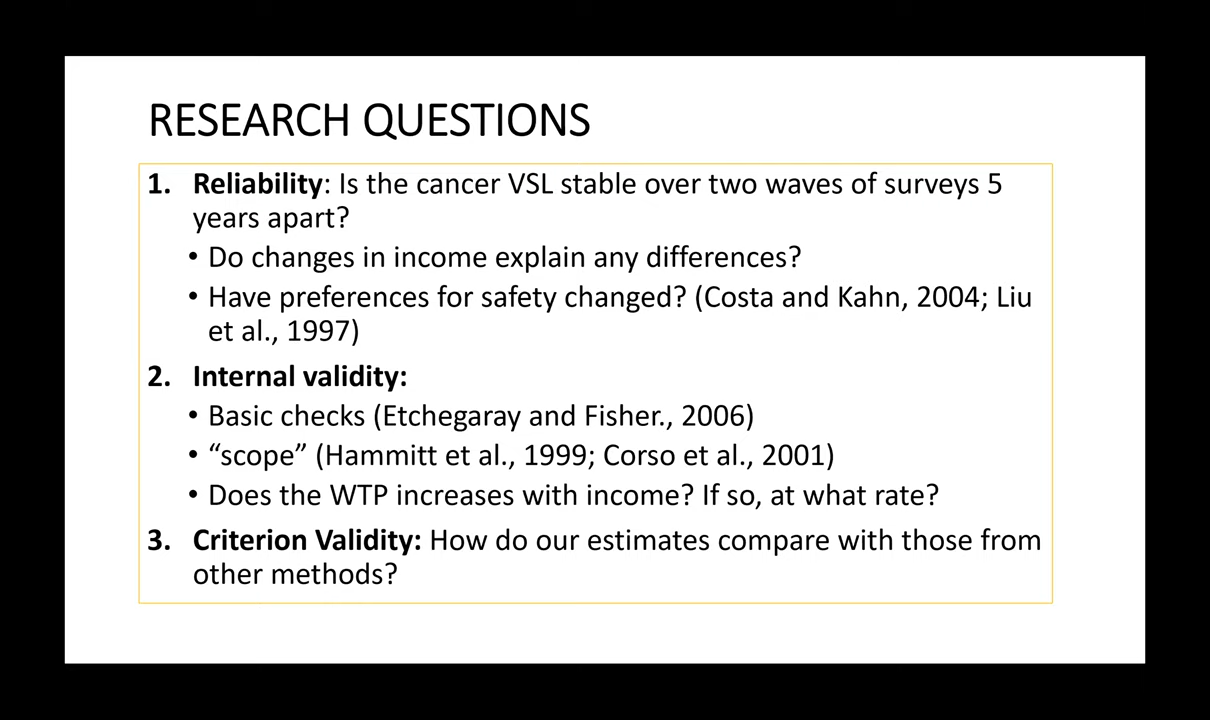 RESEARCH QUESTIONS
1. Reliability: Is the cancer VSL stable over two waves of surveys 5
years apart?
• Do changes in income explain any differences?
• Have preferences for safety changed? (Costa and Kahn, 2004; Liu
et al., 1997)
2. Internal validity:
• Basic checks (Etchegaray and Fisher., 2006)
• “scope” (Hammitt et al., 1999; Corso et al., 2001)
• Does the WTP increases with income? If so, at what rate?
3. Criterion Validity: How do our estimates compare with those from
other methods?